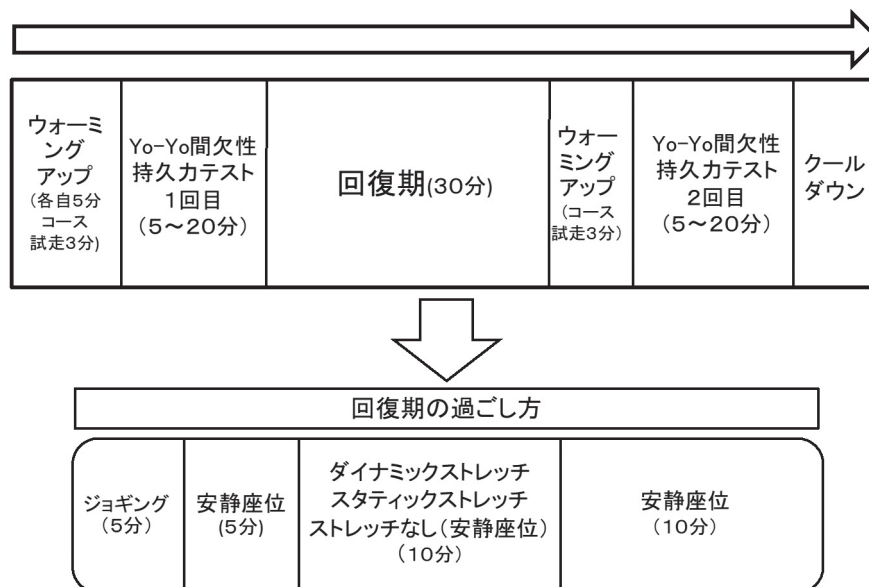 ウォーミ
ング
アップ
(各自5分
コース
試走3分)
Yo-Yo間欠性
持久力テスト
1回目
(5～20分)
回復期(30分)
ウォー
ミング
アップ
(コース
試走3分)
Yo-Yo間欠性
持久力テスト
2回目
(5～20分)
クール
ダウン
回復期の過ごし方
ジョギング
(5分)
安静座位
(5分)
ダイナミックストレッチ
スタティックストレッチ
ストレッチなし(安静座位)
(10分)
安静座位
(10分)